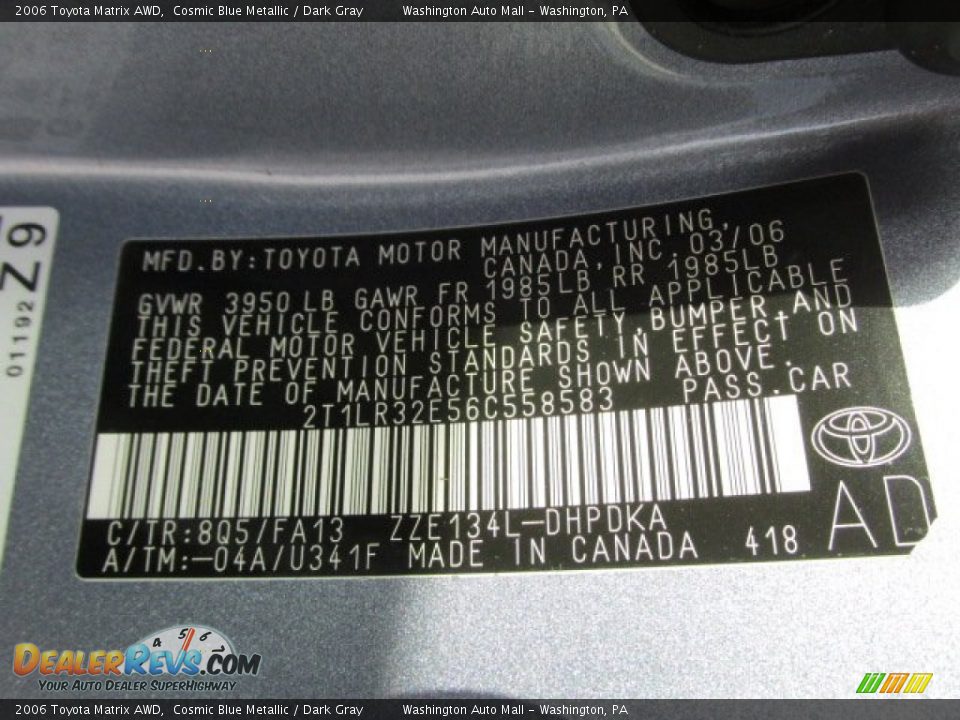 2006 Toyota Matrix AWD, Cosmic Blue Metallic / Dark Gray Washington Auto Mall - Washington, PA
01192 Z9
MFD.BY:TOYOTA MOTOR MANUFACTURING,
CANADA,INC.03/06
GVWR 3950 LB GAWR FR 1985LB RR 1985LB
THIS VEHICLE CONFORMS TO ALL APPLICABLE
FEDERAL MOTOR VEHICLE SAFETY,BUMPER,AND
THEFT PREVENTION STANDARDS IN EFFECT ON
THE DATE OF MANUFACTURE SHOWN ABOVE.
2T1LR32E56C558583 PASS.CAR
C/TR:8Q5/FA13 ZZE134L-DHPDKA
A/TM:-04A/U341F MADE IN CANADA 418
AD
4 5 6
DEALERREVS.COM
YOUR AUTO DEALER SUPERHIGHWAY
2006 Toyota Matrix AWD, Cosmic Blue Metallic / Dark Gray Washington Auto Mall - Washington, PA